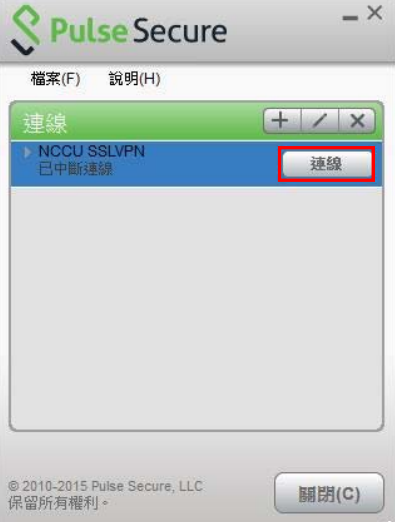 Pulse Secure
檔案(F) 說明(H)
連線
NCCU SSLVPN
已中斷連線
連線
© 2010-2015 Pulse Secure, LLC
保留所有權利。
關閉(C)